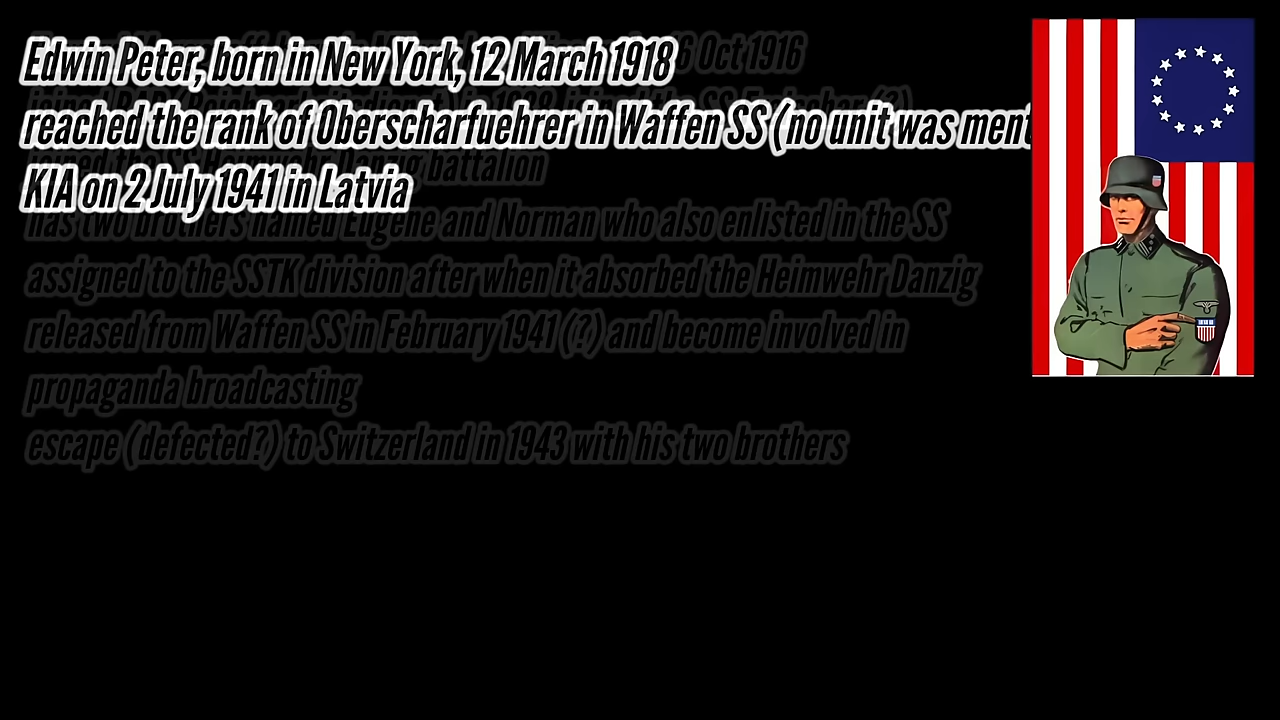 Edwin Peter, born in New York, 12 March 1918
reached the rank of Oberscharfuehrer in Waffen SS (no unit was ment
KIA on 2 July 1941 in Latvia
6 Oct 1916
battalion
has two brothers named Eugene and Norman who also enlisted in the SS
assigned to the SSTK division after when it absorbed the Heimwehr Danzig
released from Waffen SS in February 1941 (?) and become involved in
propaganda broadcasting
escape (defected?) to Switzerland in 1943 with his two brothers